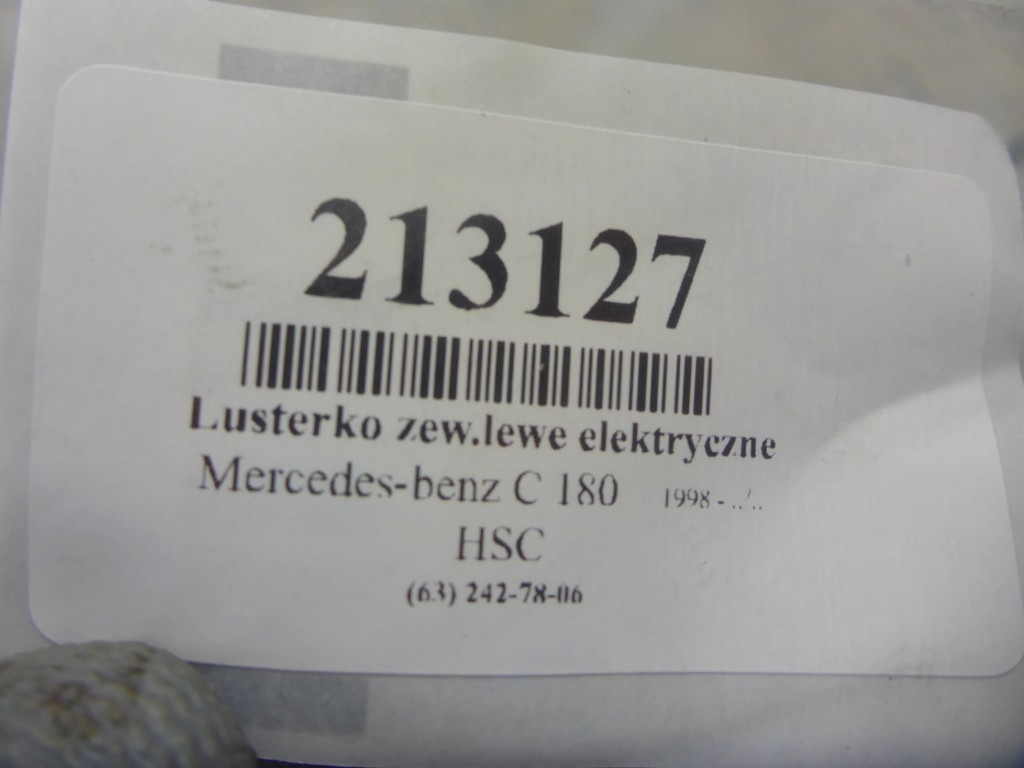 213127
Lusterko zew.lewe elektryczne
Mercedes-benz C 180 1998 - ../..
HSC
(63) 242-78-06